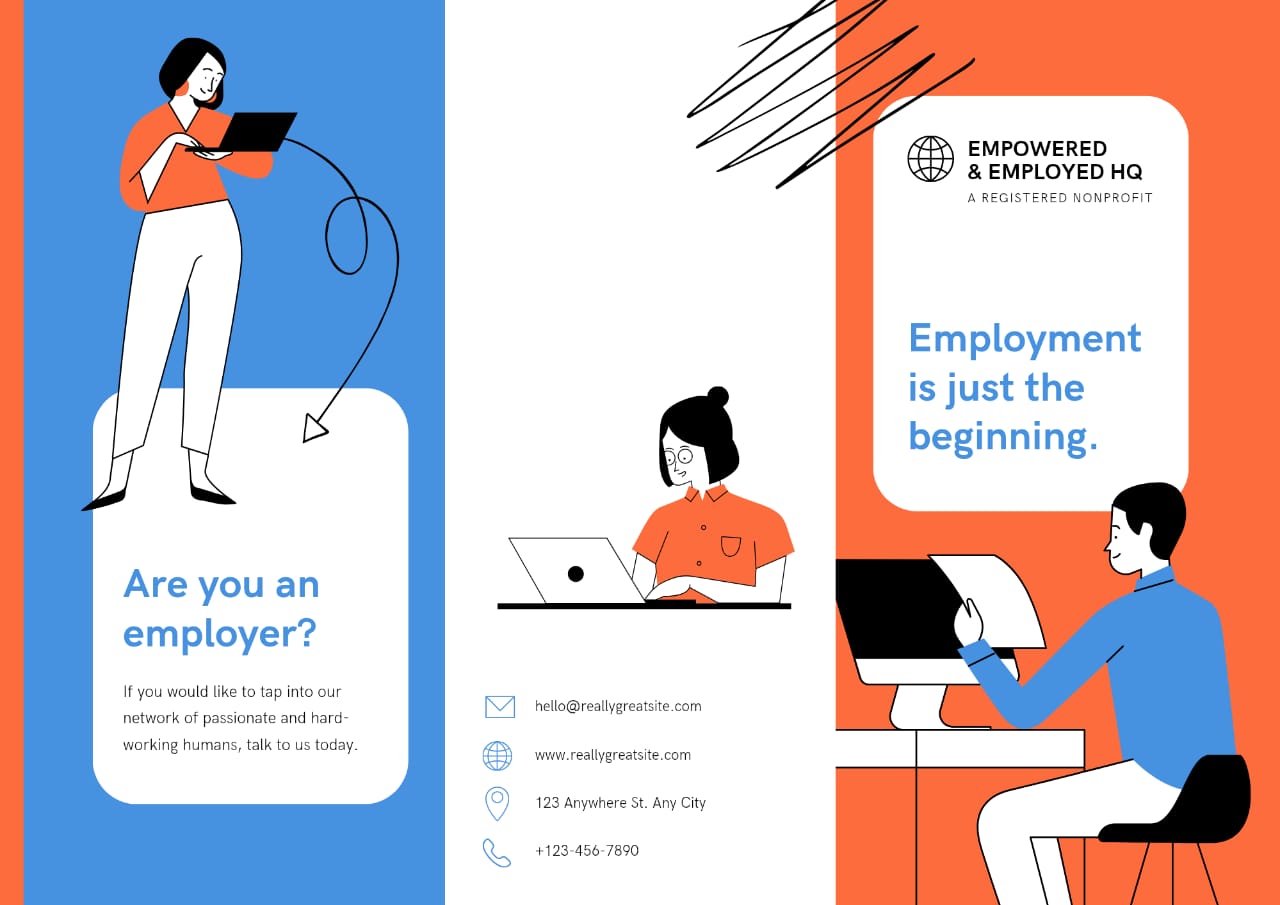 Are you an
employer?
If you would like to tap into our
network of passionate and hard-
working humans, talk to us today.
hello@reallygreatsite.com
www.reallygreatsite.com
123 Anywhere St. Any City
+123-456-7890
EMPOWERED
& EMPLOYED HQ
A REGISTERED NONPROFIT
Employment
is just the
beginning.